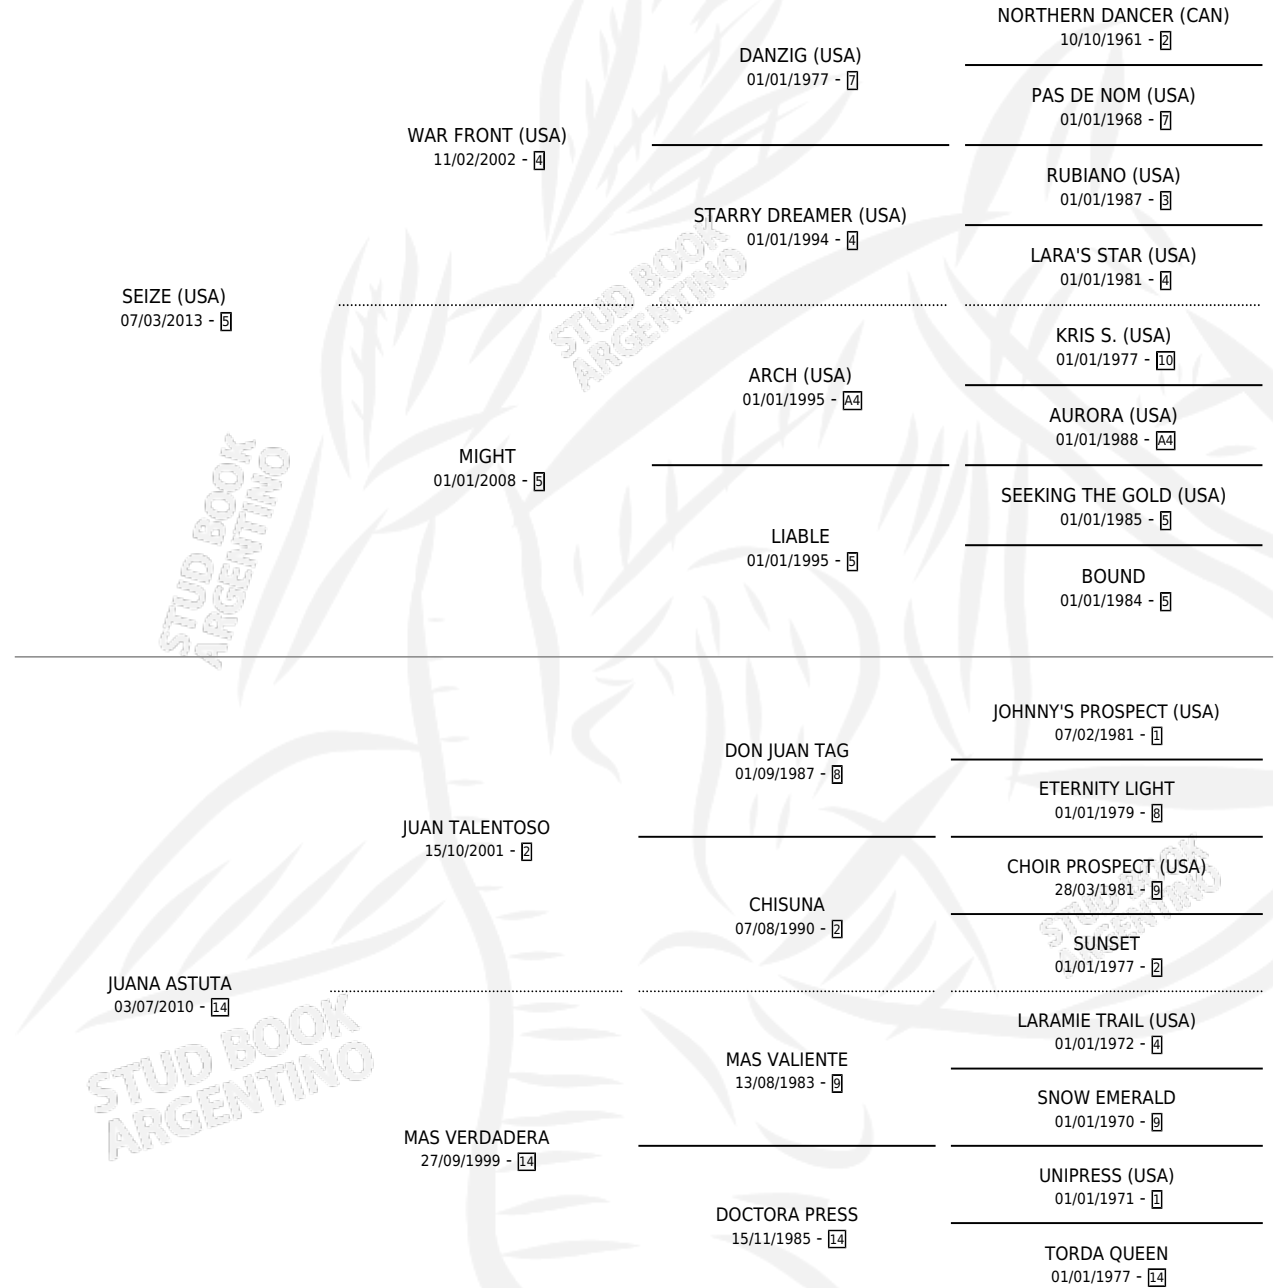 NORTHERN DANCER (CAN)
10/10/1961 - 2
DANZIG (USA)
01/01/1977 - 7
PAS DE NOM (USA)
01/01/1968 - 7
WAR FRONT (USA)
11/02/2002 - 4
RUBIANO (USA)
01/01/1987 - 3
STARRY DREAMER (USA)
01/01/1994 - 4
LARA'S STAR (USA)
01/01/1981 - 4
SEIZE (USA)
07/03/2013 - 5
KRIS S. (USA)
01/01/1977 - 10
ARCH (USA)
01/01/1995 - A4
AURORA (USA)
01/01/1988 - A4
MIGHT
01/01/2008 - 5
SEEKING THE GOLD (USA)
01/01/1985 - 5
LIABLE
01/01/1995 - 5
BOUND
01/01/1984 - 5
JOHNNY'S PROSPECT (USA)
07/02/1981 - 1
DON JUAN TAG
01/09/1987 - 8
ETERNITY LIGHT
01/01/1979 - 8
JUAN TALENTOSO
15/10/2001 - 2
CHOIR PROSPECT (USA)
28/03/1981 - 9
CHISUNA
07/08/1990 - 2
SUNSET
01/01/1977 - 2
JUANA ASTUTA
03/07/2010 - 14
LARAMIE TRAIL (USA)
01/01/1972 - 4
MAS VALIENTE
13/08/1983 - 9
SNOW EMERALD
01/01/1970 - 9
MAS VERDADERA
27/09/1999 - 14
UNIPRESS (USA)
01/01/1971 - 1
DOCTORA PRESS
15/11/1985 - 14
TORDA QUEEN
01/01/1977 - 14
STUD BOOK
ARGENTINO
STUD BOOK
ARGENTINO
STUD BOOK
ARGENTINO
STUD BOOK
ARGENTINO